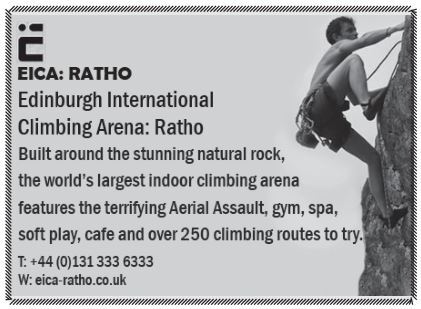 EICA: RATHO
Edinburgh International
Climbing Arena: Ratho
Built around the stunning natural rock,
the world's largest indoor climbing arena
features the terrifying Aerial Assault, gym, spa,
soft play, cafe and over 250 climbing routes to try.
T: +44 (0)131 333 6333
W: eica-ratho.co.uk